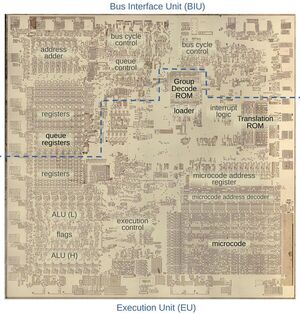 Bus Interface Unit (BIU)
bus cycle
control
bus cycle
control
address
adder
queue
control
Group
Decode
ROM
loader
interrupt
logic
Translation
ROM
registers
queue
registers
registers
microcode address
register
microcode address decoder
ALU (L)
flags
ALU (H)
execution
control
microcode
Execution Unit (EU)